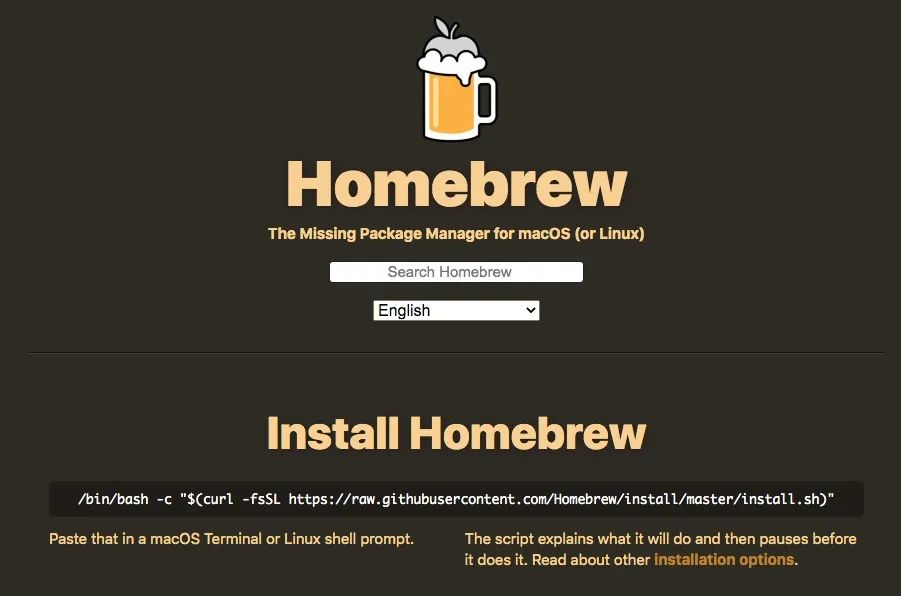 Homebrew
The Missing Package Manager for macOS (or Linux)
Search Homebrew
English
Install Homebrew
/bin/bash -c "$(curl -fsSL https://raw.githubusercontent.com/Homebrew/install/master/install.sh)"
Paste that in a macOS Terminal or Linux shell prompt.
The script explains what it will do and then pauses before
it does it. Read about other installation options.